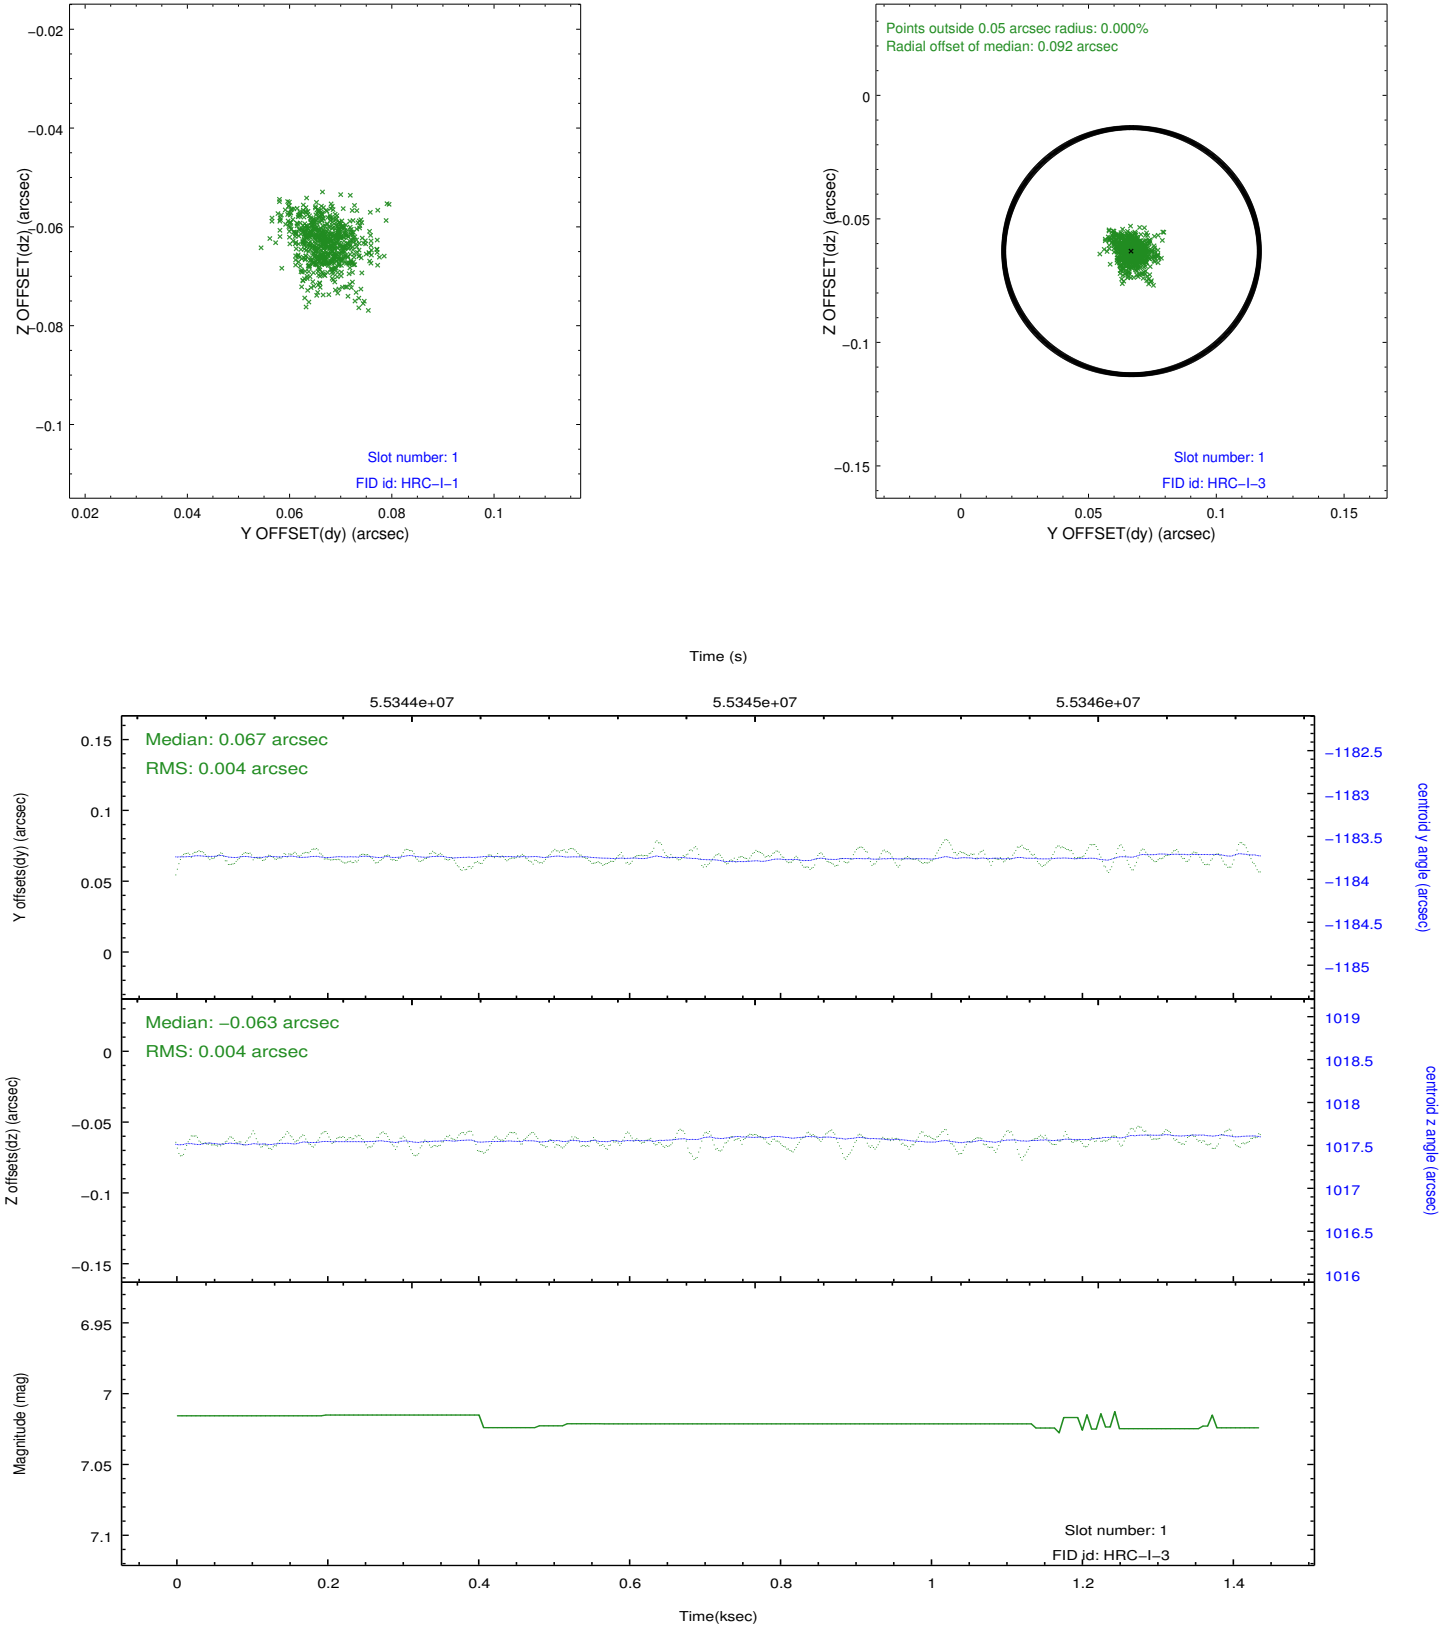 −0.02
−0.04
−0.06
−0.08
−0.1
Z OFFSET(dz) (arcsec)
Slot number: 1
FID id: HRC−I−1
0.02 0.04 0.06 0.08 0.1
Y OFFSET(dy) (arcsec)
Points outside 0.05 arcsec radius: 0.000%
Radial offset of median: 0.092 arcsec
0
−0.05
−0.1
−0.15
Z OFFSET(dz) (arcsec)
Slot number: 1
FID id: HRC−I−3
0 0.05 0.1 0.15
Y OFFSET(dy) (arcsec)
Time (s)
5.5344e+07 5.5345e+07 5.5346e+07
Median: 0.067 arcsec
RMS: 0.004 arcsec
0.15
0.1
0.05
0
Y offsets(dy) (arcsec)
−1182.5
−1183
−1183.5
−1184
−1184.5
−1185
centroid y angle (arcsec)
Median: −0.063 arcsec
RMS: 0.004 arcsec
0
−0.05
−0.1
−0.15
Z offsets(dz) (arcsec)
1019
1018.5
1018
1017.5
1017
1016.5
1016
centroid z angle (arcsec)
6.95
7
7.05
7.1
Magnitude (mag)
Slot number: 1
FID id: HRC−I−3
0 0.2 0.4 0.6 0.8 1 1.2 1.4
Time(ksec)